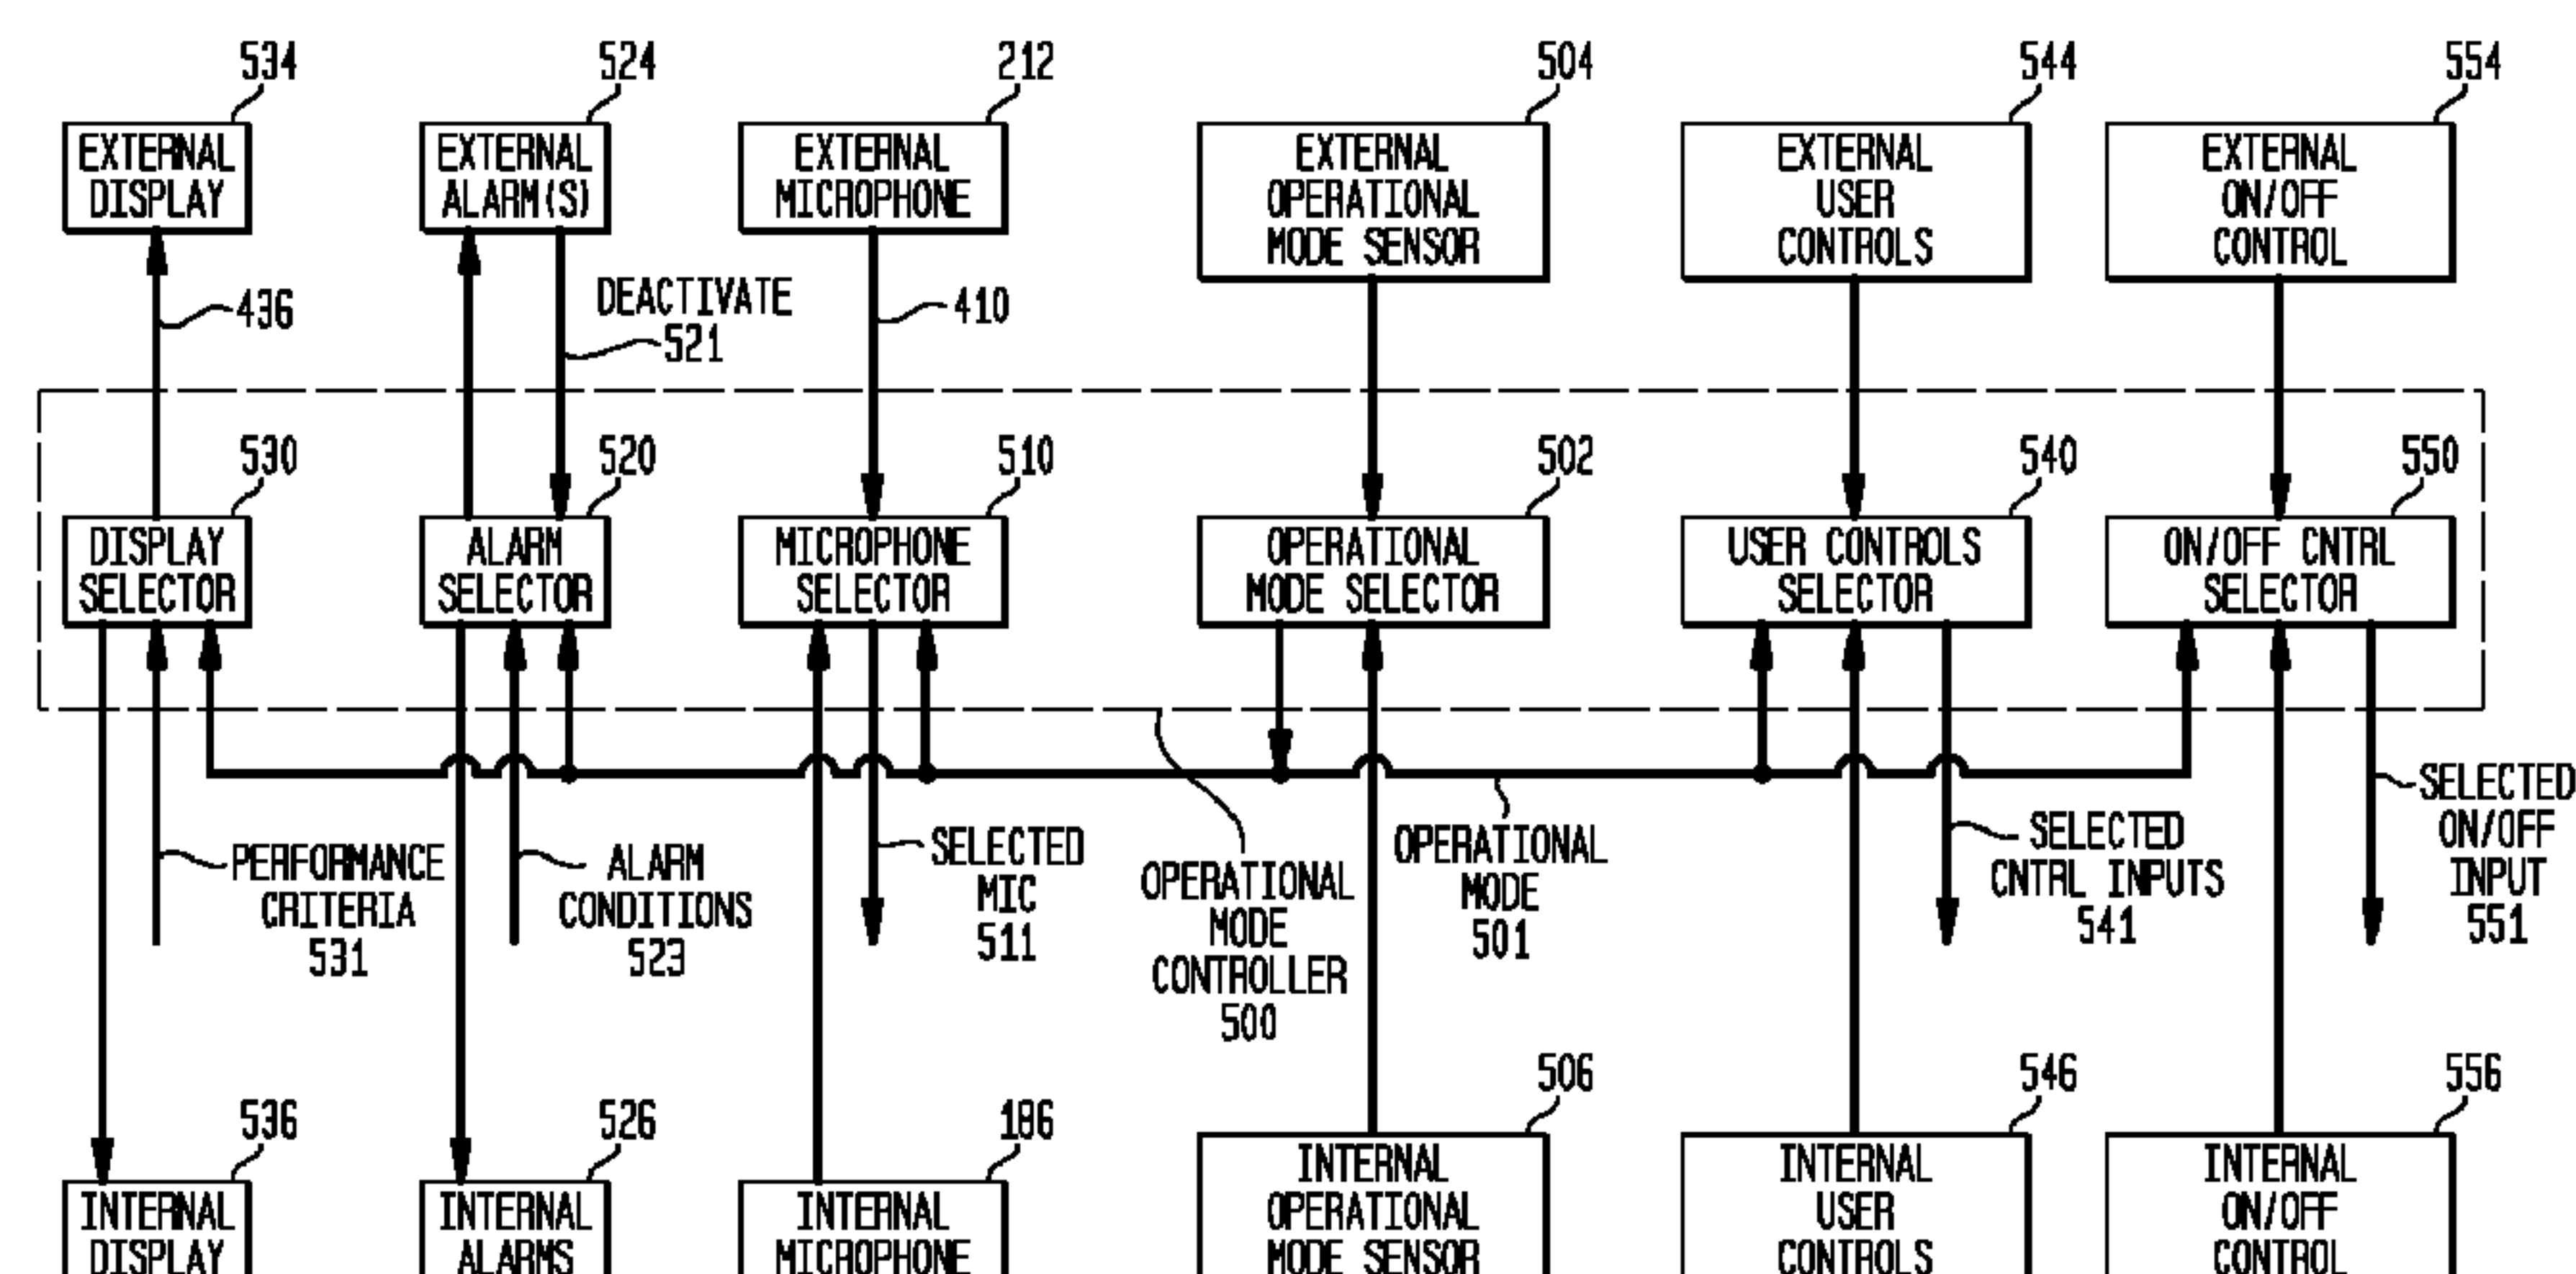 534
524
212
504
544
554
EXTERNAL
DISPLAY
EXTERNAL
ALARM(S)
EXTERNAL
MICROPHONE
EXTERNAL
OPERATIONAL
MODE SENSOR
EXTERNAL
USER
CONTROLS
EXTERNAL
ON/OFF
CONTROL
436
DEACTIVATE
521
410
530
520
510
502
540
550
DISPLAY
SELECTOR
ALARM
SELECTOR
MICROPHONE
SELECTOR
OPERATIONAL
MODE SELECTOR
USER CONTROLS
SELECTOR
ON/OFF CNTRL
SELECTOR
PERFORMANCE
CRITERIA
531
ALARM
CONDITIONS
523
SELECTED
MIC
511
OPERATIONAL
MODE
CONTROLLER
500
OPERATIONAL
MODE
501
SELECTED
CNTRL INPUTS
541
SELECTED
ON/OFF
INPUT
551
536
526
186
506
546
556
INTERNAL
DISPLAY
INTERNAL
ALARMS
INTERNAL
MICROPHONE
INTERNAL
OPERATIONAL
MODE SENSOR
INTERNAL
USER
CONTROLS
INTERNAL
ON/OFF
CONTROL